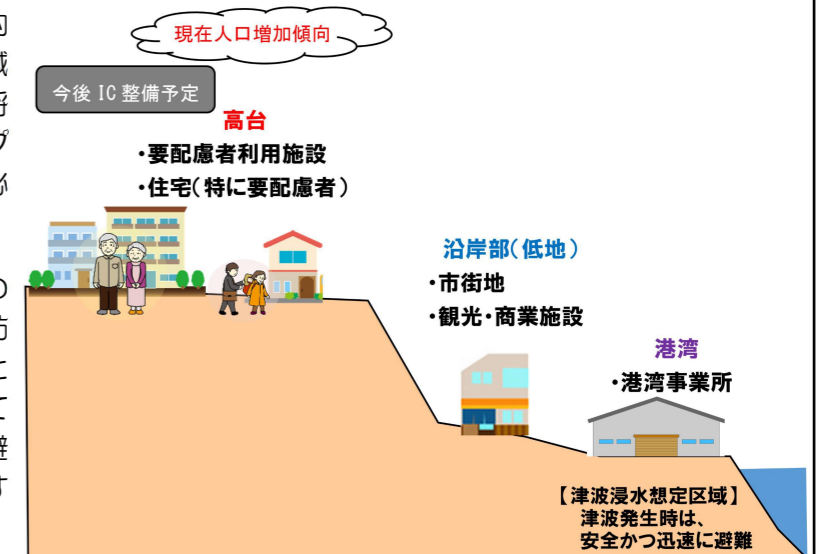 現在人口増加傾向
今後 IC 整備予定
高台
・要配慮者利用施設
・住宅(特に要配慮者)
沿岸部(低地)
・市街地
・観光・商業施設
港湾
・港湾事業所
【津波浸水想定区域】
津波発生時は、
安全かつ迅速に避難